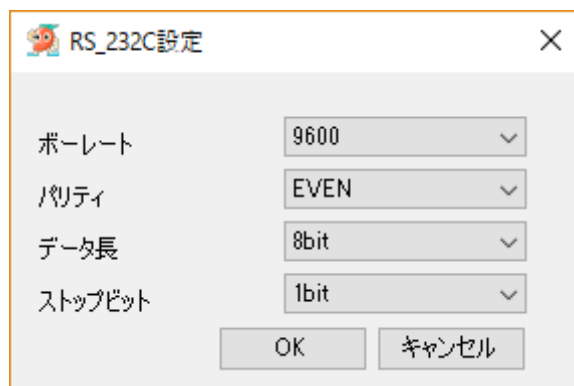 RS_232C設定
ボーレート 9600
パリティ EVEN
データ長 8bit
ストップビット 1bit
OK キャンセル